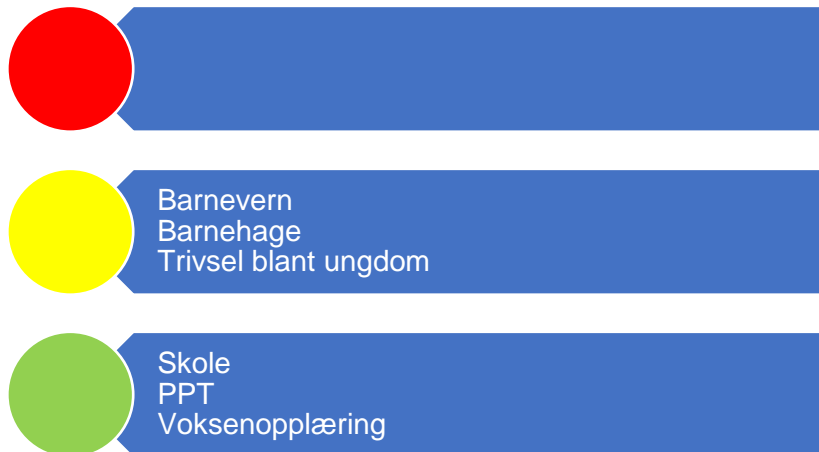 Barnevern
Barnehage
Trivsel blant ungdom
Skole
PPT
Voksenopplæring